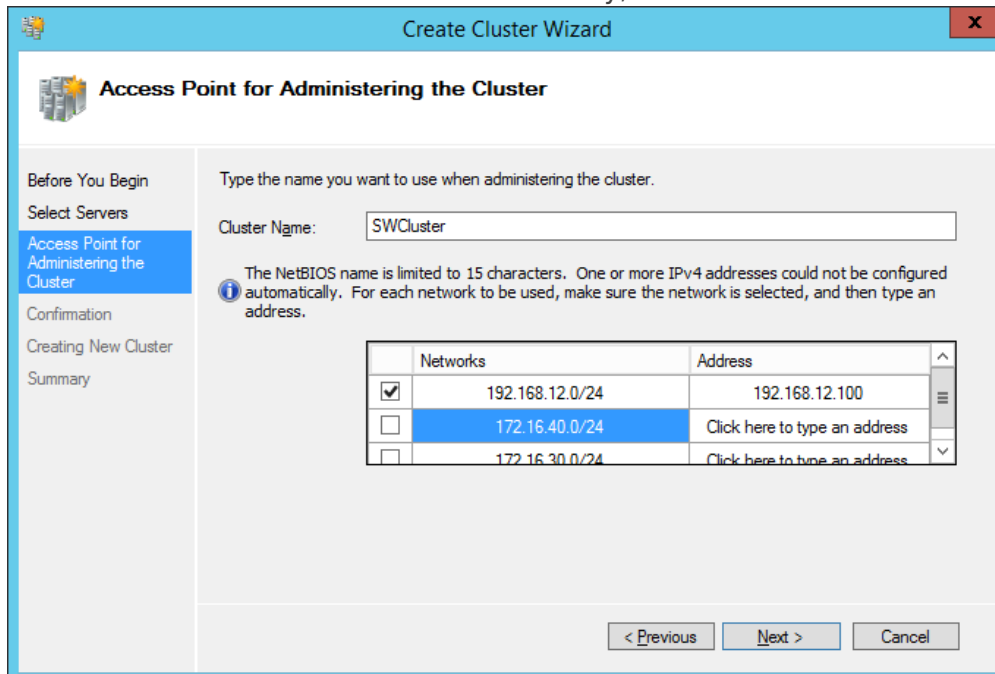 Create Cluster Wizard
x
Access Point for Administering the Cluster
Before You Begin
Select Servers
Access Point for
Administering the
Cluster
Confirmation
Creating New Cluster
Summary
Type the name you want to use when administering the cluster.
Cluster Name: SWCluster
The NetBIOS name is limited to 15 characters. One or more IPv4 addresses could not be configured
automatically. For each network to be used, make sure the network is selected, and then type an
address.
Networks Address
192.168.12.0/24 192.168.12.100
172.16.40.0/24 Click here to type an address
172.16.30.0/24 Click here to type an address
< Previous Next > Cancel